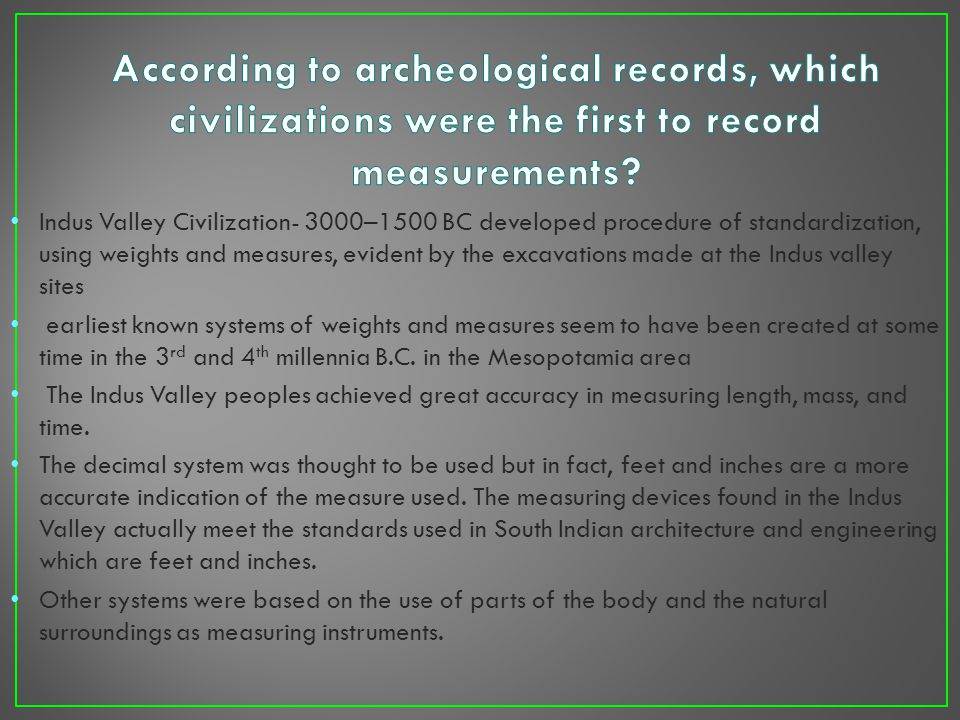 According to archeological records, which
civilizations were the first to record
measurements?
• Indus Valley Civilization- 3000–1500 BC developed procedure of standardization,
using weights and measures, evident by the excavations made at the Indus valley
sites
• earliest known systems of weights and measures seem to have been created at some
time in the 3rd and 4th millennia B.C. in the Mesopotamia area
• The Indus Valley peoples achieved great accuracy in measuring length, mass, and
time.
• The decimal system was thought to be used but in fact, feet and inches are a more
accurate indication of the measure used. The measuring devices found in the Indus
Valley actually meet the standards used in South Indian architecture and engineering
which are feet and inches.
• Other systems were based on the use of parts of the body and the natural
surroundings as measuring instruments.